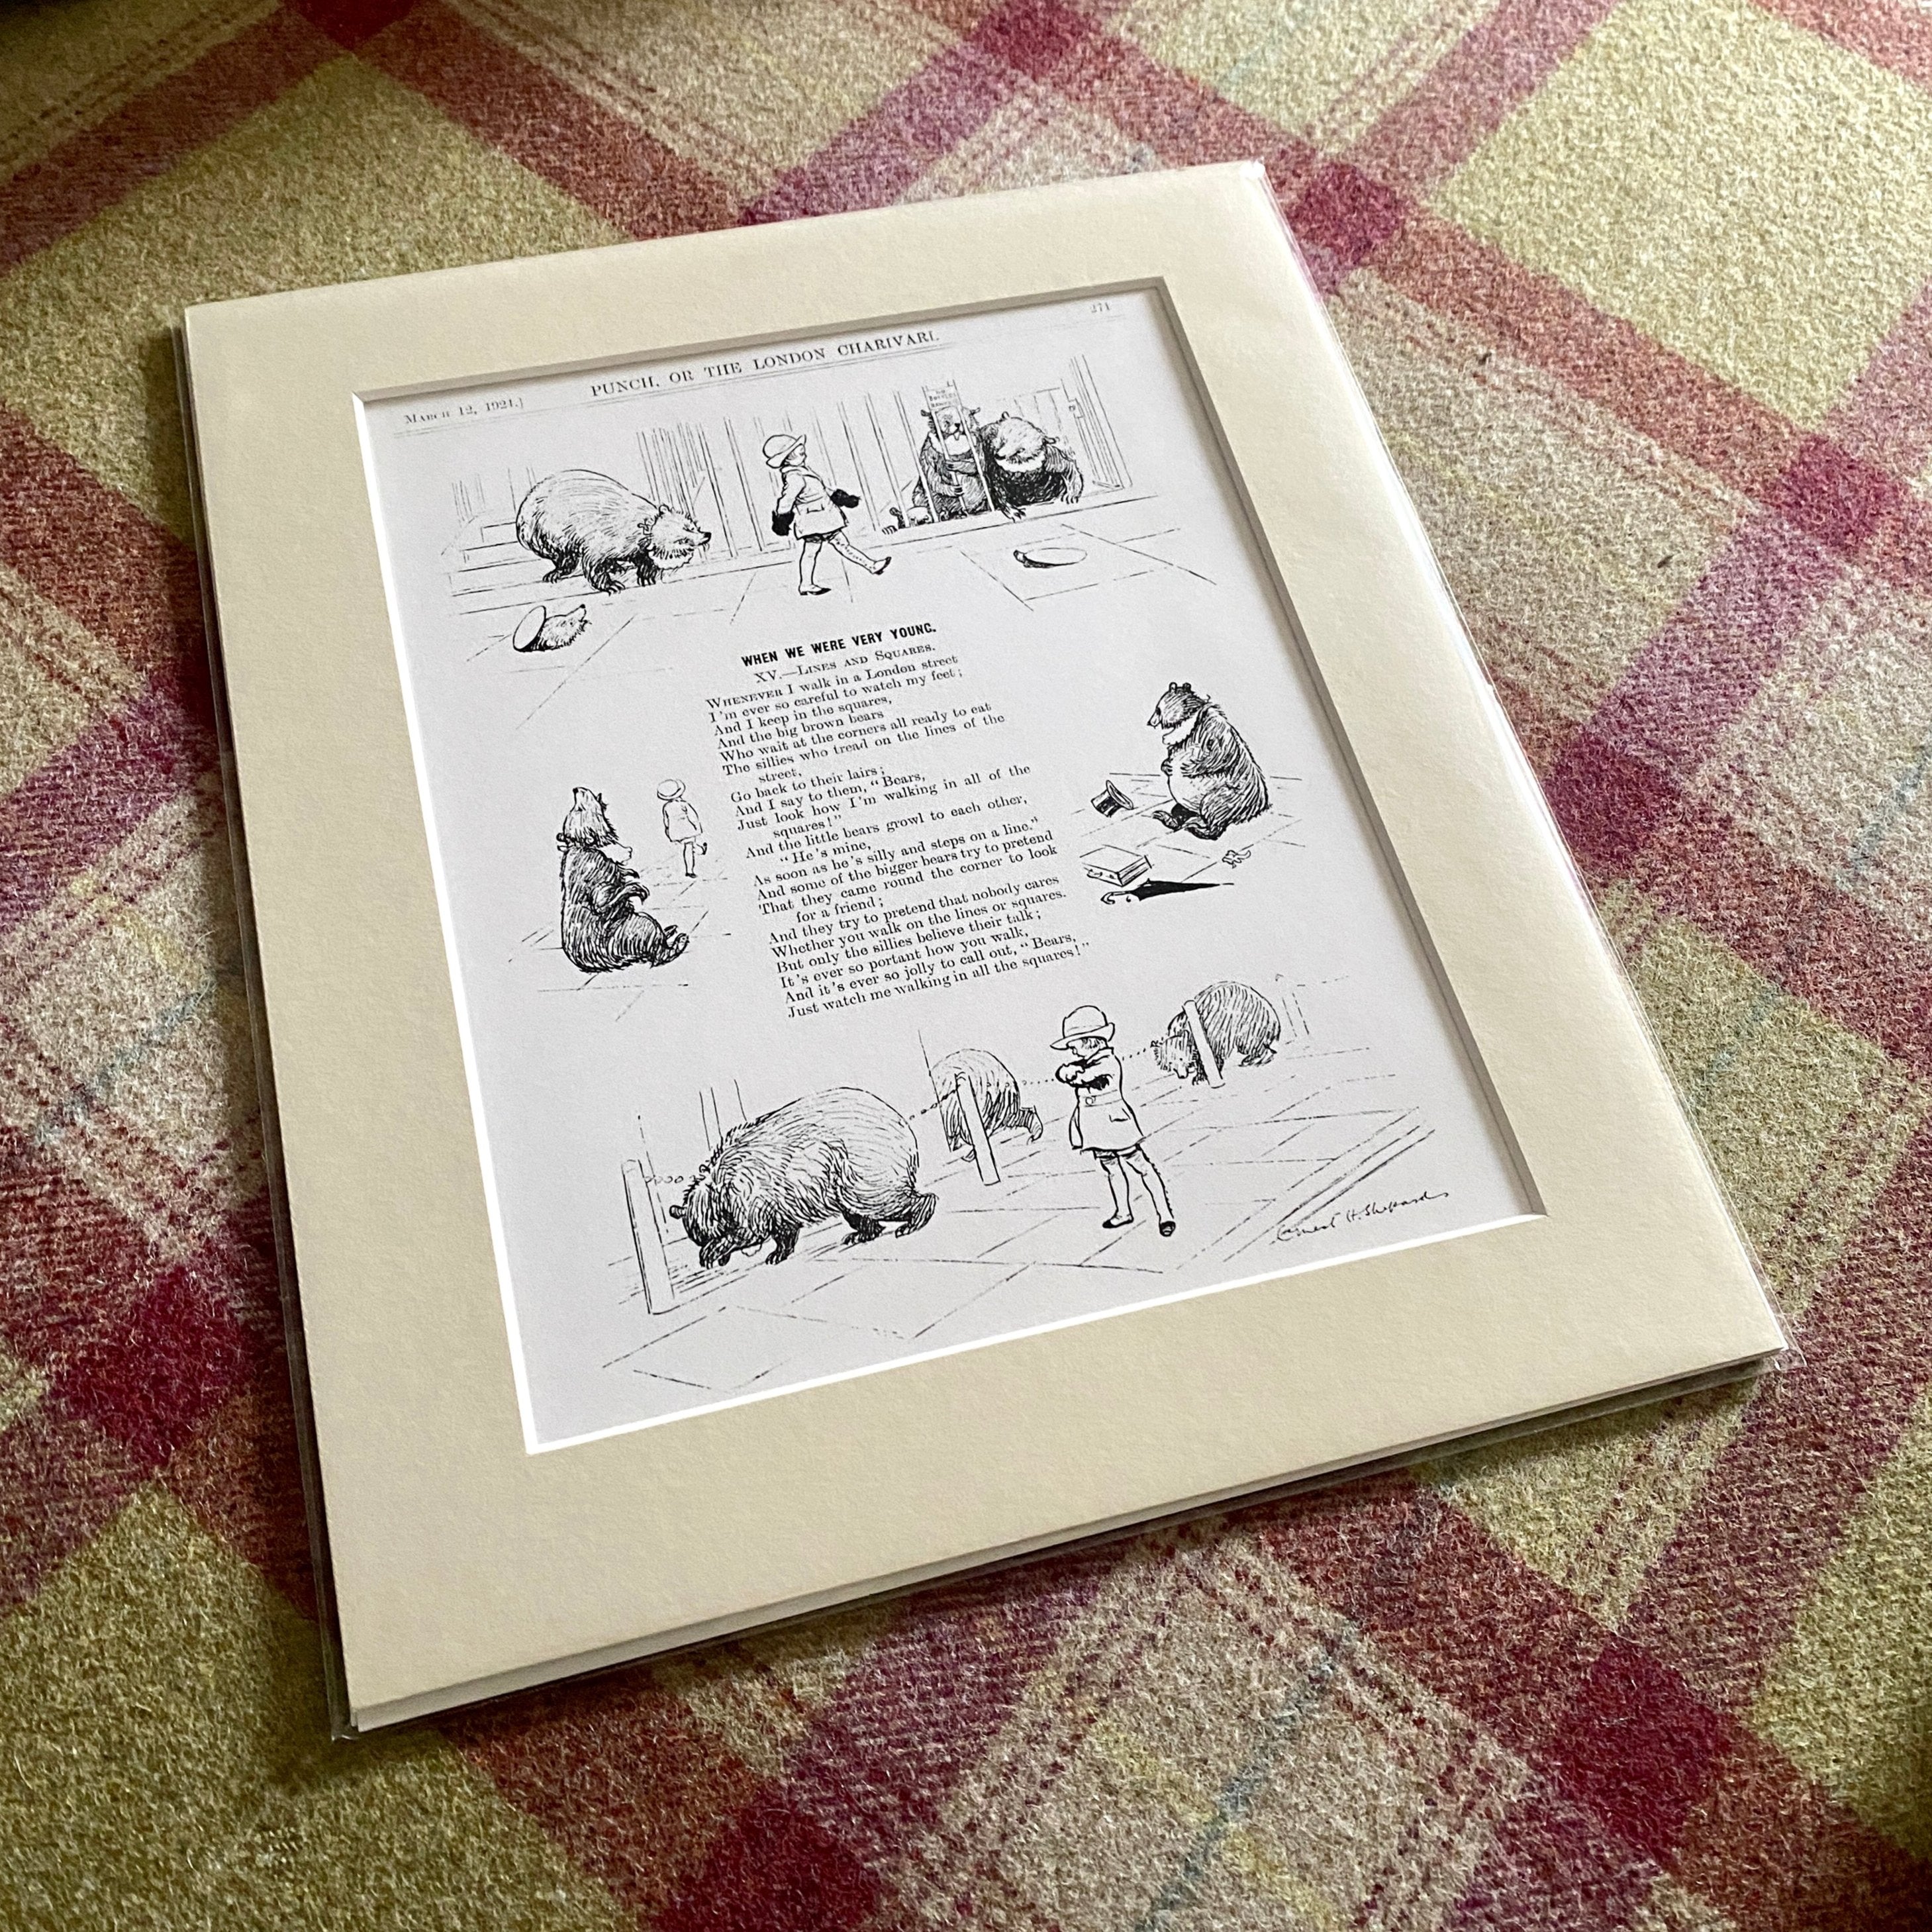 271
PUNCH, OR THE LONDON CHARIVARI.
MARCH 12, 1924.]
WHEN WE WERE VERY YOUNG.
XV.—LINES AND SQUARES.
WHENEVER I walk in a London street
I'm ever so careful to watch my feet;
And I keep in the squares,
And the big brown bears
Who wait at the corners all ready to eat
The sillies who tread on the lines of the
street,
Go back to their lairs;
And I say to them, "Bears,
Just look how I'm walking in all of the
squares!"
And the little bears growl to each other,
"He's mine,
As soon as he's silly and steps on a line."
And some of the bigger bears try to pretend
That they came round the corner to look
for a friend;
And they try to pretend that nobody cares
Whether you walk on the lines or squares.
But only the sillies believe their talk;
It's ever so portant how you walk,
And it's ever so jolly to call out, "Bears,
Just watch me walking in all the squares!"
Ernest H. Shepard